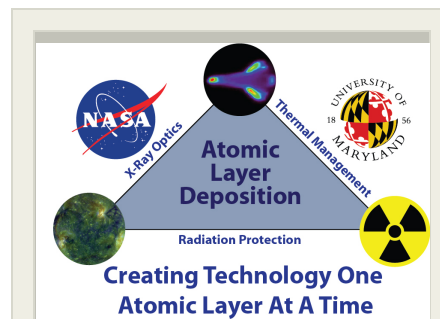 NASA
UNIVERSITY OF
18 56
MARYLAND
X-Ray Optics
Thermal Management
Atomic
Layer
Deposition
Radiation Protection
Creating Technology One
Atomic Layer At A Time